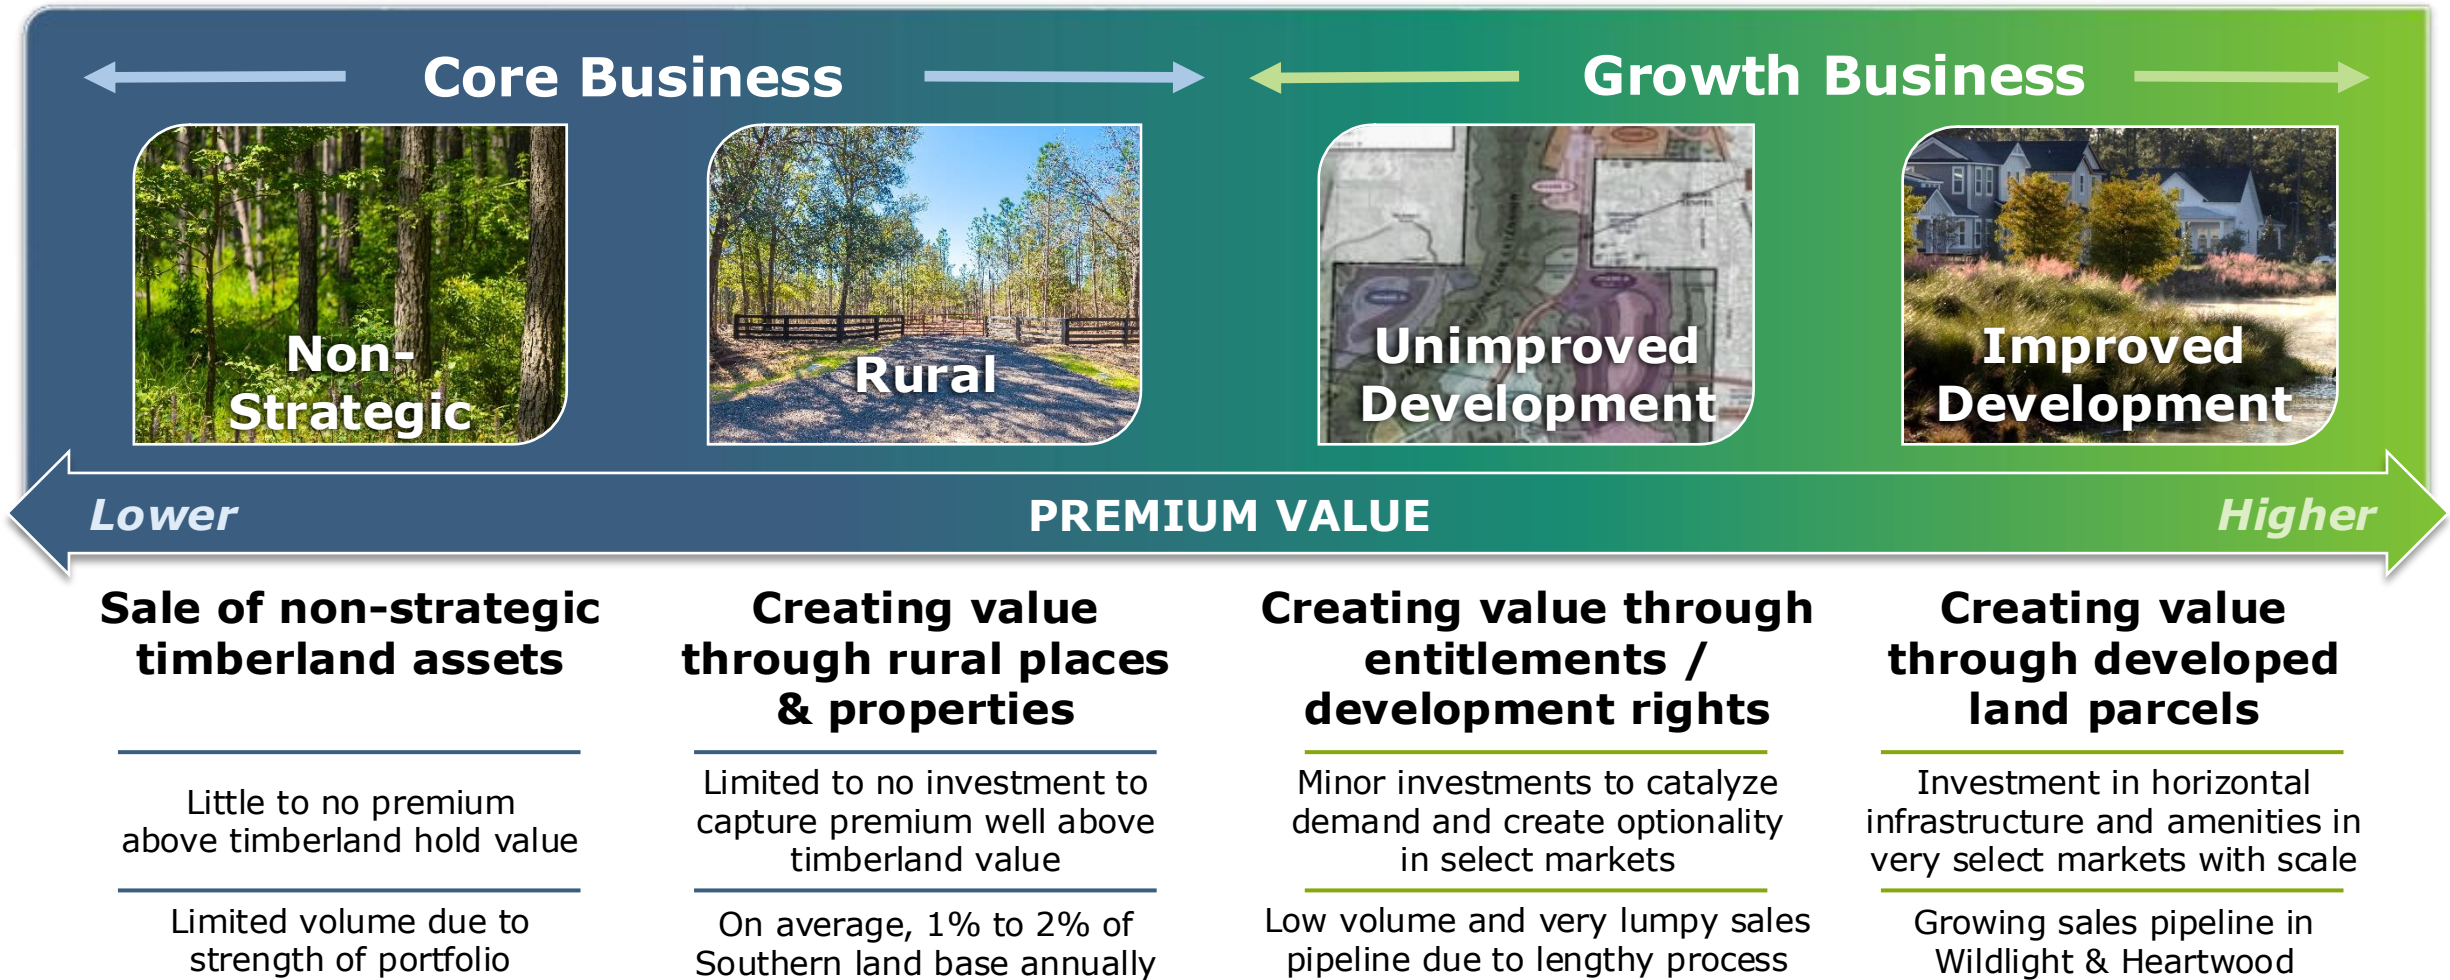 Core Business
Growth Business
Non-
Strategic
Rural
Unimproved
Development
Improved
Development
Lower
PREMIUM VALUE
Higher
Sale of non-strategic
timberland assets
Little to no premium
above timberland hold value
Limited volume due to
strength of portfolio
Creating value
through rural places
& properties
Limited to no investment to
capture premium well above
timberland value
On average, 1% to 2% of
Southern land base annually
Creating value through
entitlements /
development rights
Minor investments to catalyze
demand and create optionality
in select markets
Low volume and very lumpy sales
pipeline due to lengthy process
Creating value
through developed
land parcels
Investment in horizontal
infrastructure and amenities in
very select markets with scale
Growing sales pipeline in
Wildlight & Heartwood